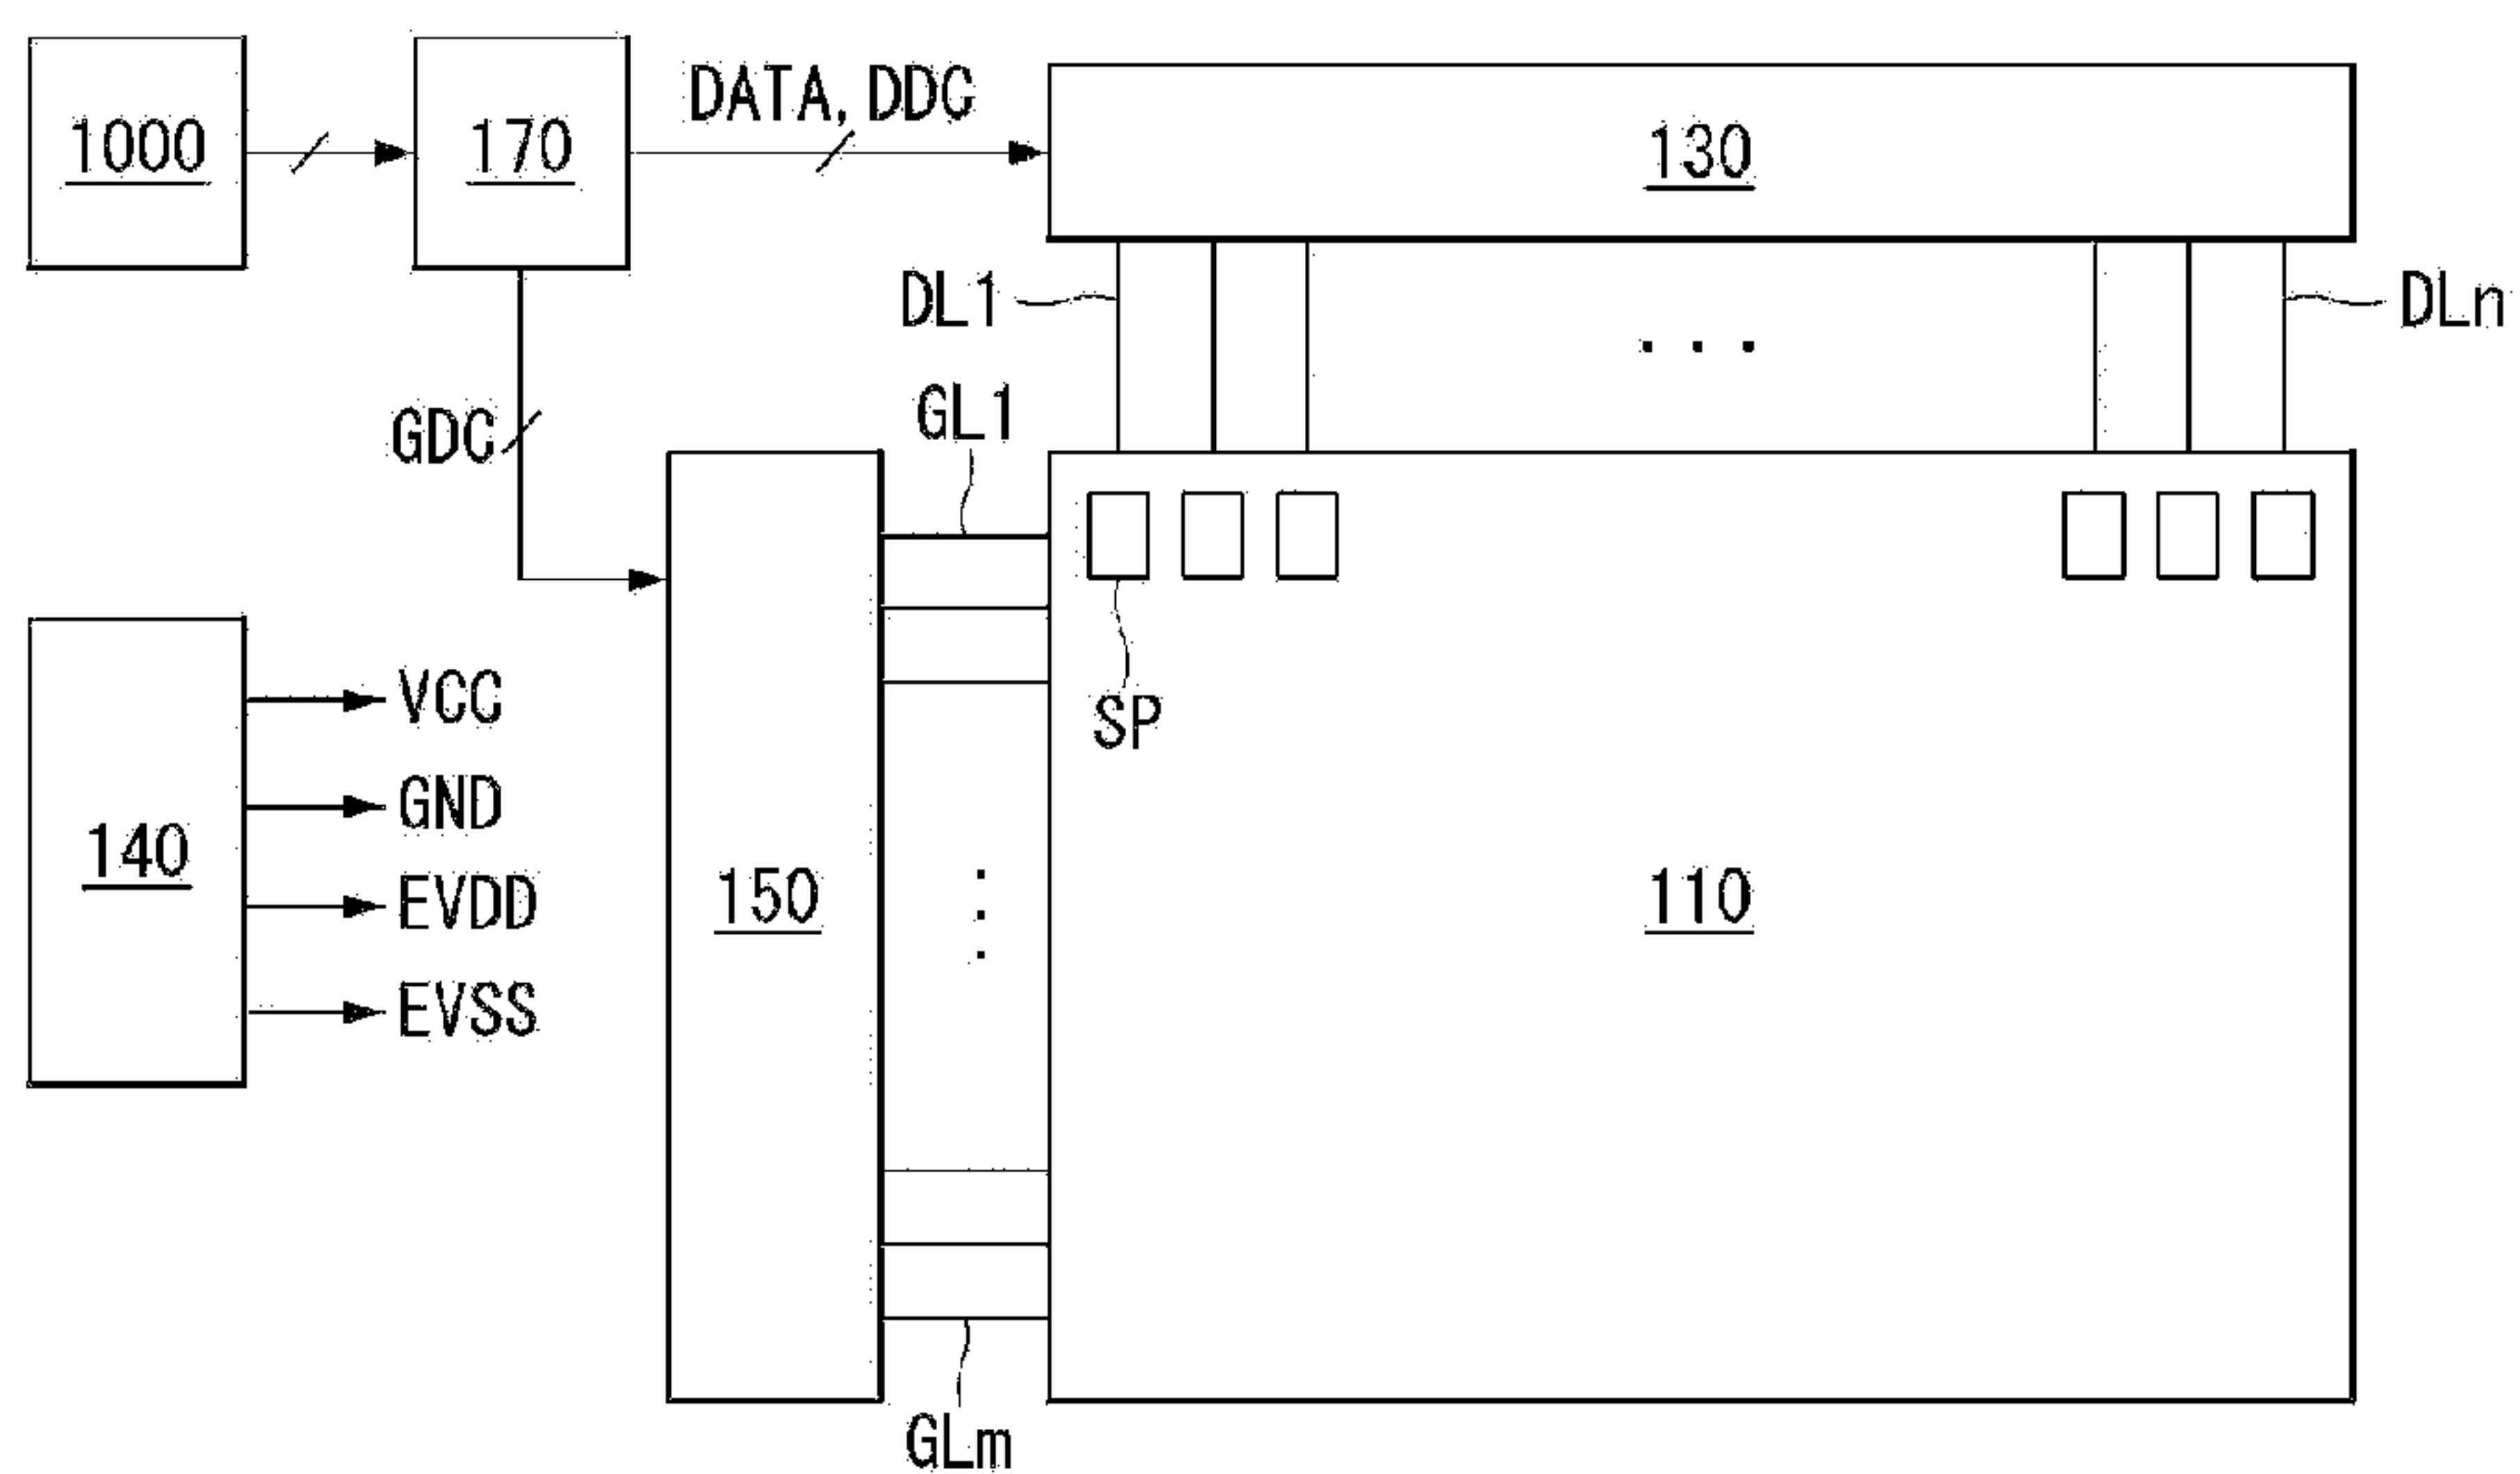 1000
170
DATA, DDC
130
DL1
DLn
GL1
GDC
SP
VCC
GND
140
EVDD
EVSS
150
110
GLm